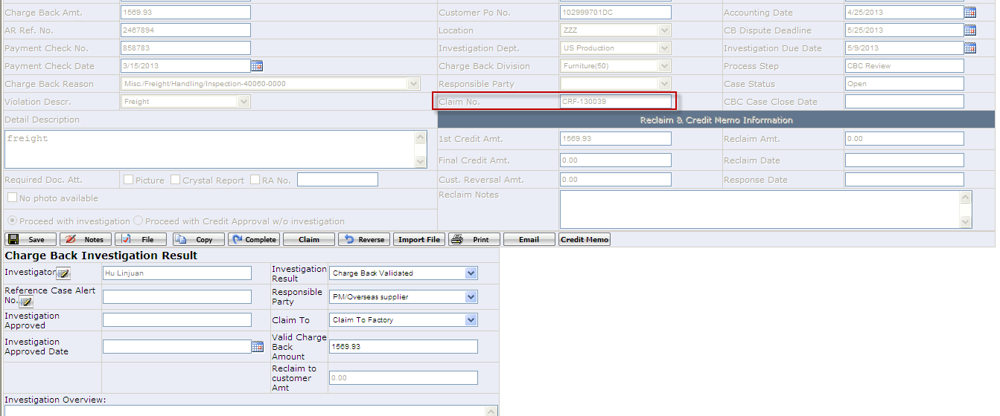 Charge Back Amt. 1569.93 Customer Po No. 102999701DC Accounting Date 4/25/2013
AR Ref. No. 2467894 Location ZZZ CB Dispute Deadline 5/25/2013
Payment Check No. 858783 Investigation Dept. US Production Investigation Due Date 5/9/2013
Payment Check Date 3/15/2013 Charge Back Division Furniture(50) Process Step CBC Review
Charge Back Reason Misc./Freight/Handling/Inspection-40060-0000 Responsible Party Case Status Open
Violation Descr. Freight Claim No. CRF-130039 CBC Case Close Date
Detail Description Reclaim & Credit Memo Information
freight 1st Credit Amt. 1569.93 Reclaim Amt. 0.00
Final Credit Amt. 0.00 Reclaim Date
Required Doc. Att. Picture Crystal Report RA No. Cust. Reversal Amt. 0.00 Response Date
No photo available Reclaim Notes
Proceed with investigation Proceed with Credit Approval w/o investigation
Save Notes File Copy Complete Claim Reverse Import File Print Email Credit Memo
Charge Back Investigation Result
Investigator Hu Linjuan Investigation Result Charge Back Validated
Reference Case Alert No. Responsible Party PM/Overseas supplier
Investigation Approved Claim To Claim To Factory
Investigation Approved Date Valid Charge Back Amount 1569.93
Reclaim to customer Amt 0.00
Investigation Overview: